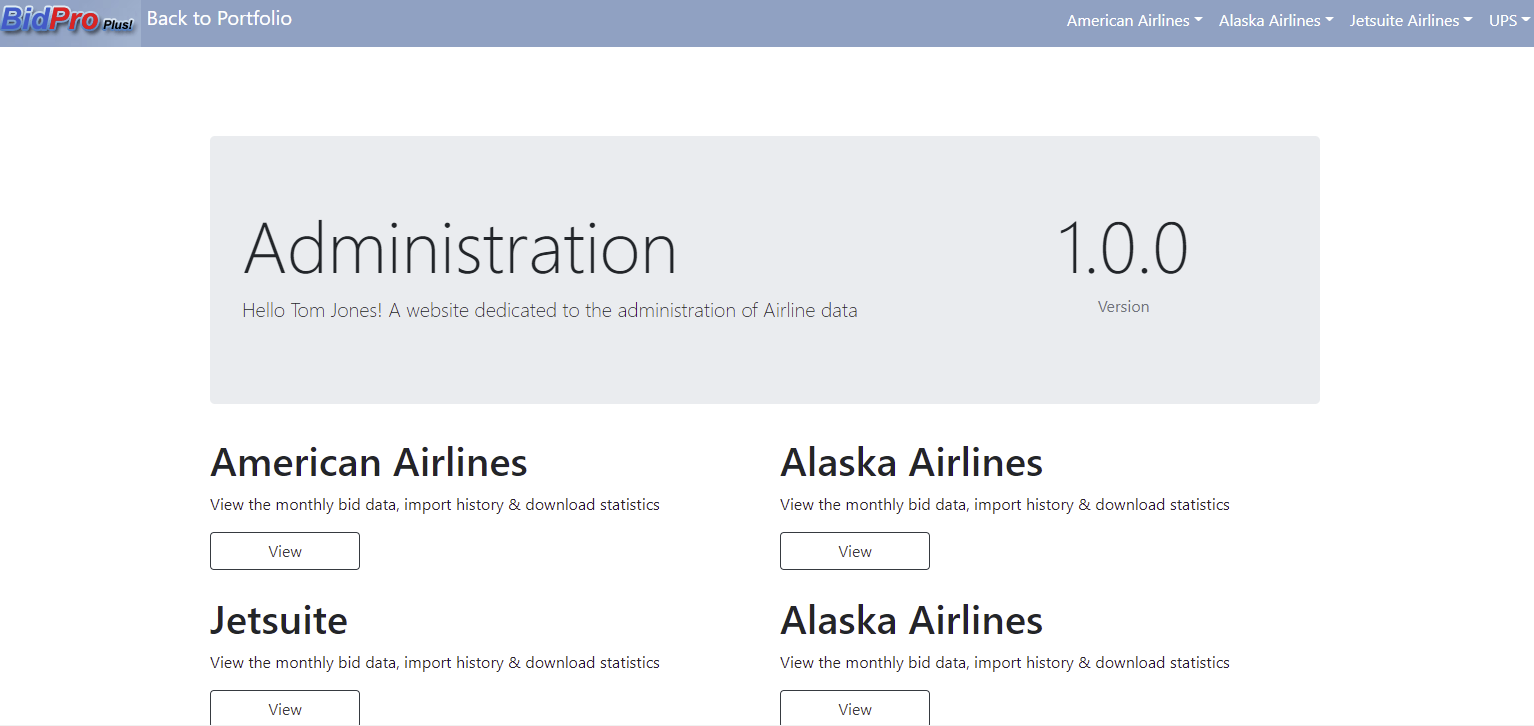 BidPro Plus! Back to Portfolio American Airlines Alaska Airlines Jetsuite Airlines UPS
Administration
1.0.0
Hello Tom Jones! A website dedicated to the administration of Airline data
Version
American Airlines
View the monthly bid data, import history & download statistics
View
Alaska Airlines
View the monthly bid data, import history & download statistics
View
Jetsuite
View the monthly bid data, import history & download statistics
View
Alaska Airlines
View the monthly bid data, import history & download statistics
View